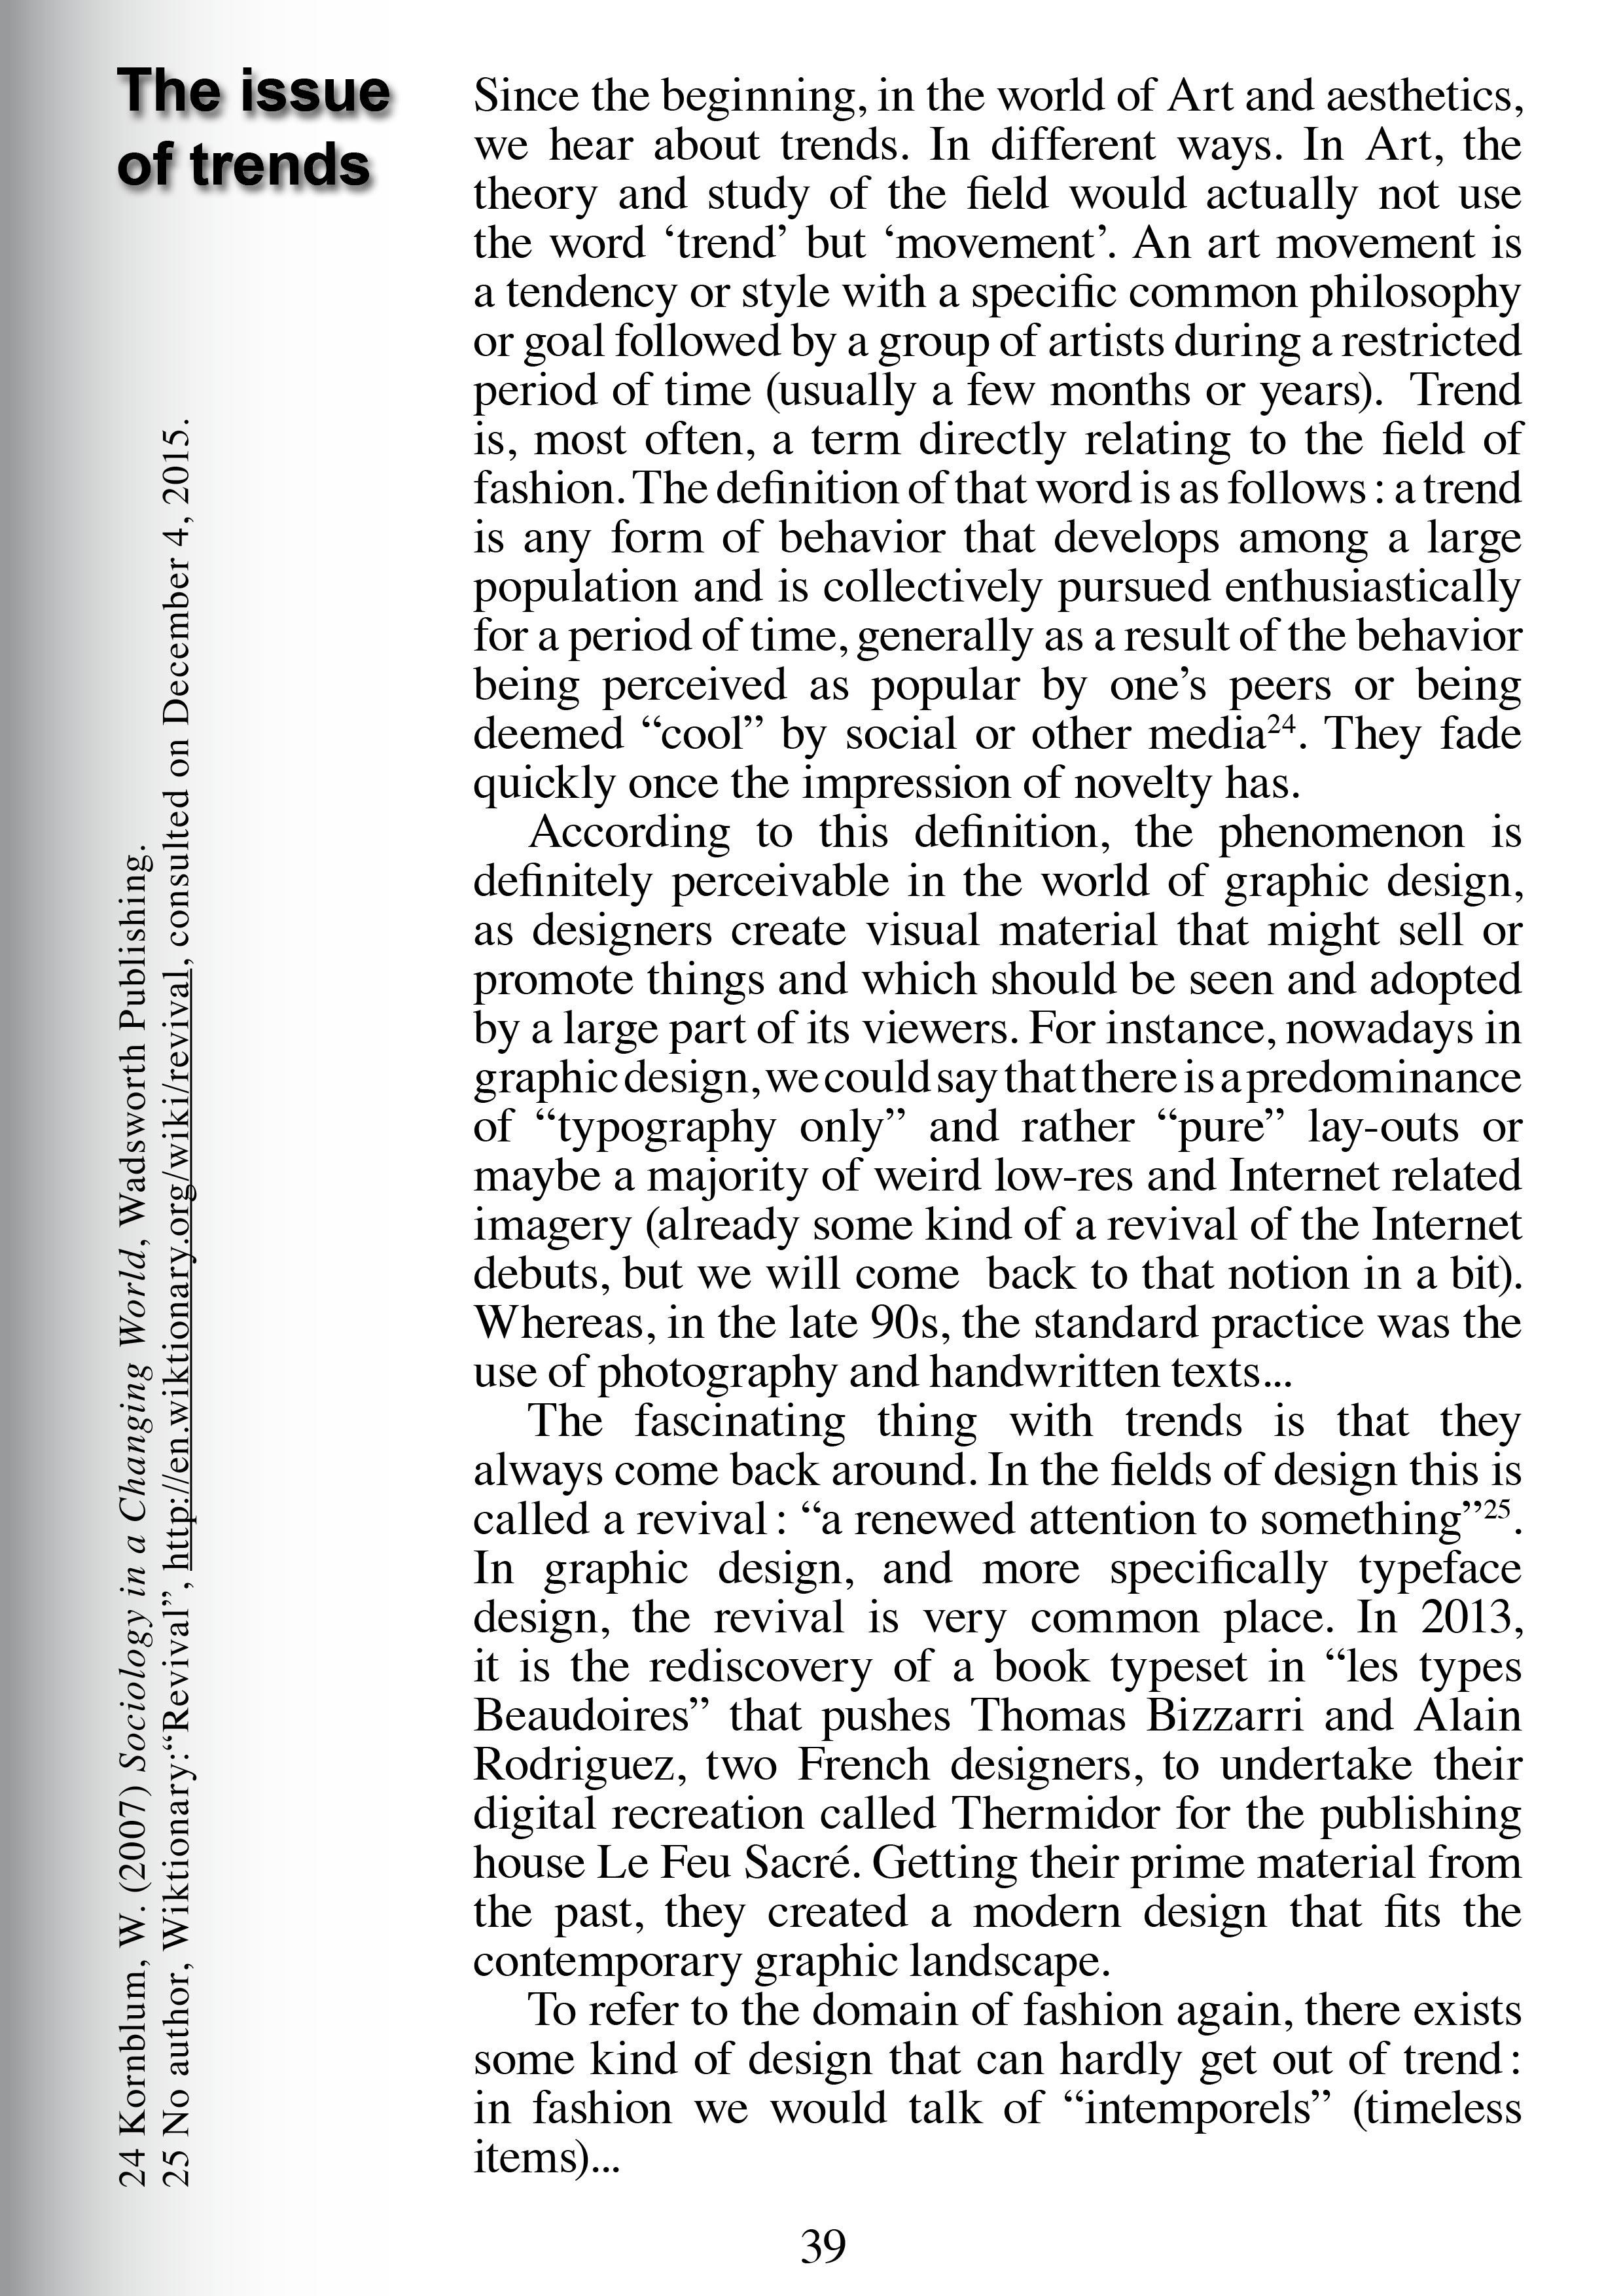 The issue
of trends
Since the beginning, in the world of Art and aesthetics,
we hear about trends. In different ways. In Art, the
theory and study of the field would actually not use
the word ‘trend’ but ‘movement’. An art movement is
a tendency or style with a specific common philosophy
or goal followed by a group of artists during a restricted
period of time (usually a few months or years).  Trend
is, most often, a term directly relating to the field of
fashion. The definition of that word is as follows : a trend
is any form of behavior that develops among a large
population and is collectively pursued enthusiastically
for a period of time, generally as a result of the behavior
being perceived as popular by one’s peers or being
deemed “cool” by social or other media24. They fade
quickly once the impression of novelty has.
According to this definition, the phenomenon is
definitely perceivable in the world of graphic design,
as designers create visual material that might sell or
promote things and which should be seen and adopted
by a large part of its viewers. For instance, nowadays in
graphic design, we could say that there is a predominance
of “typography only” and rather “pure” lay-outs or
maybe a majority of weird low-res and Internet related
imagery (already some kind of a revival of the Internet
debuts, but we will come  back to that notion in a bit).
Whereas, in the late 90s, the standard practice was the
use of photography and handwritten texts...
The fascinating thing with trends is that they
always come back around. In the fields of design this is
called a revival : “a renewed attention to something”25.
In graphic design, and more specifically typeface
design, the revival is very common place. In 2013,
it is the rediscovery of a book typeset in “les types
Beaudoires” that pushes Thomas Bizzarri and Alain
Rodriguez, two French designers, to undertake their
digital recreation called Thermidor for the publishing
house Le Feu Sacré. Getting their prime material from
the past, they created a modern design that fits the
contemporary graphic landscape.
To refer to the domain of fashion again, there exists
some kind of design that can hardly get out of trend :
in fashion we would talk of “intemporels” (timeless
items)...
24 Kornblum, W. (2007) Sociology in a Changing World, Wadsworth Publishing.
25 No author, Wiktionary:“Revival”, http://en.wiktionary.org/wiki/revival, consulted on December 4, 2015.
39